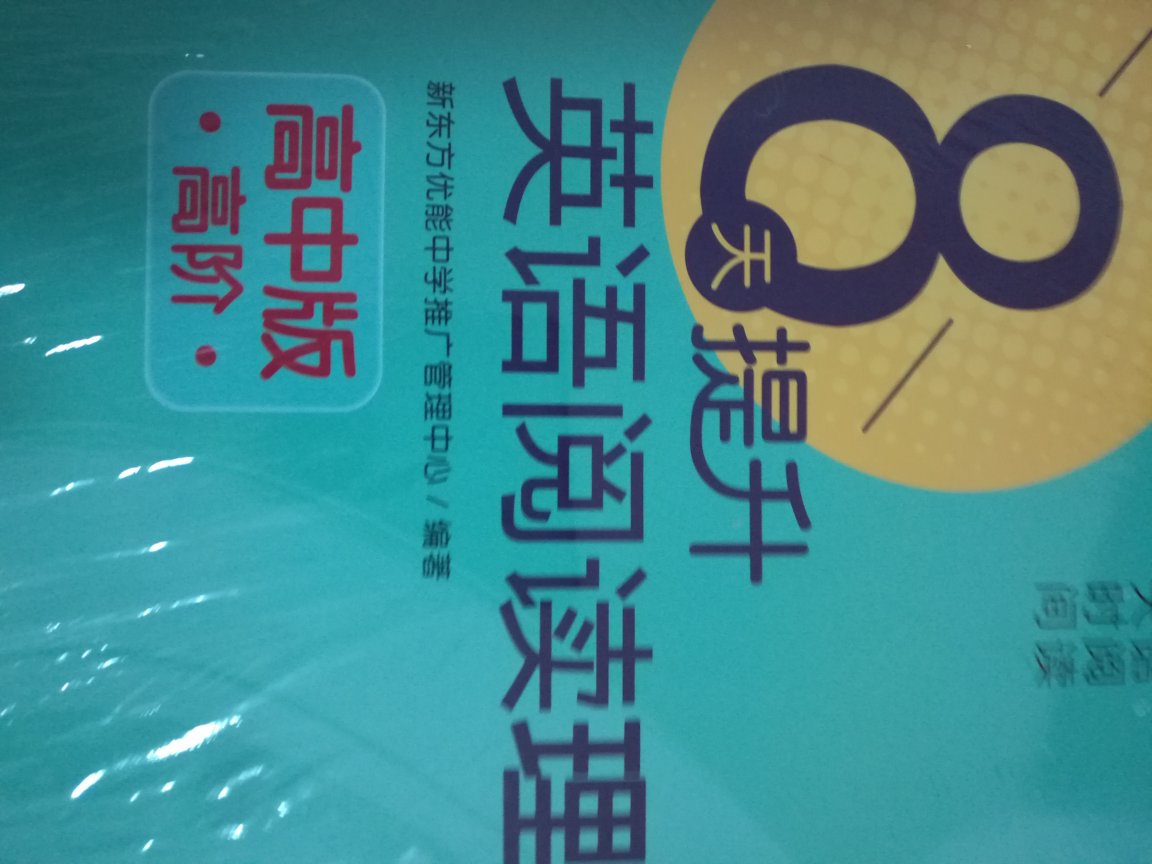 8天提升
英语阅读理
新东方优能中学推广管理中心 / 编著
高中版
·高阶·